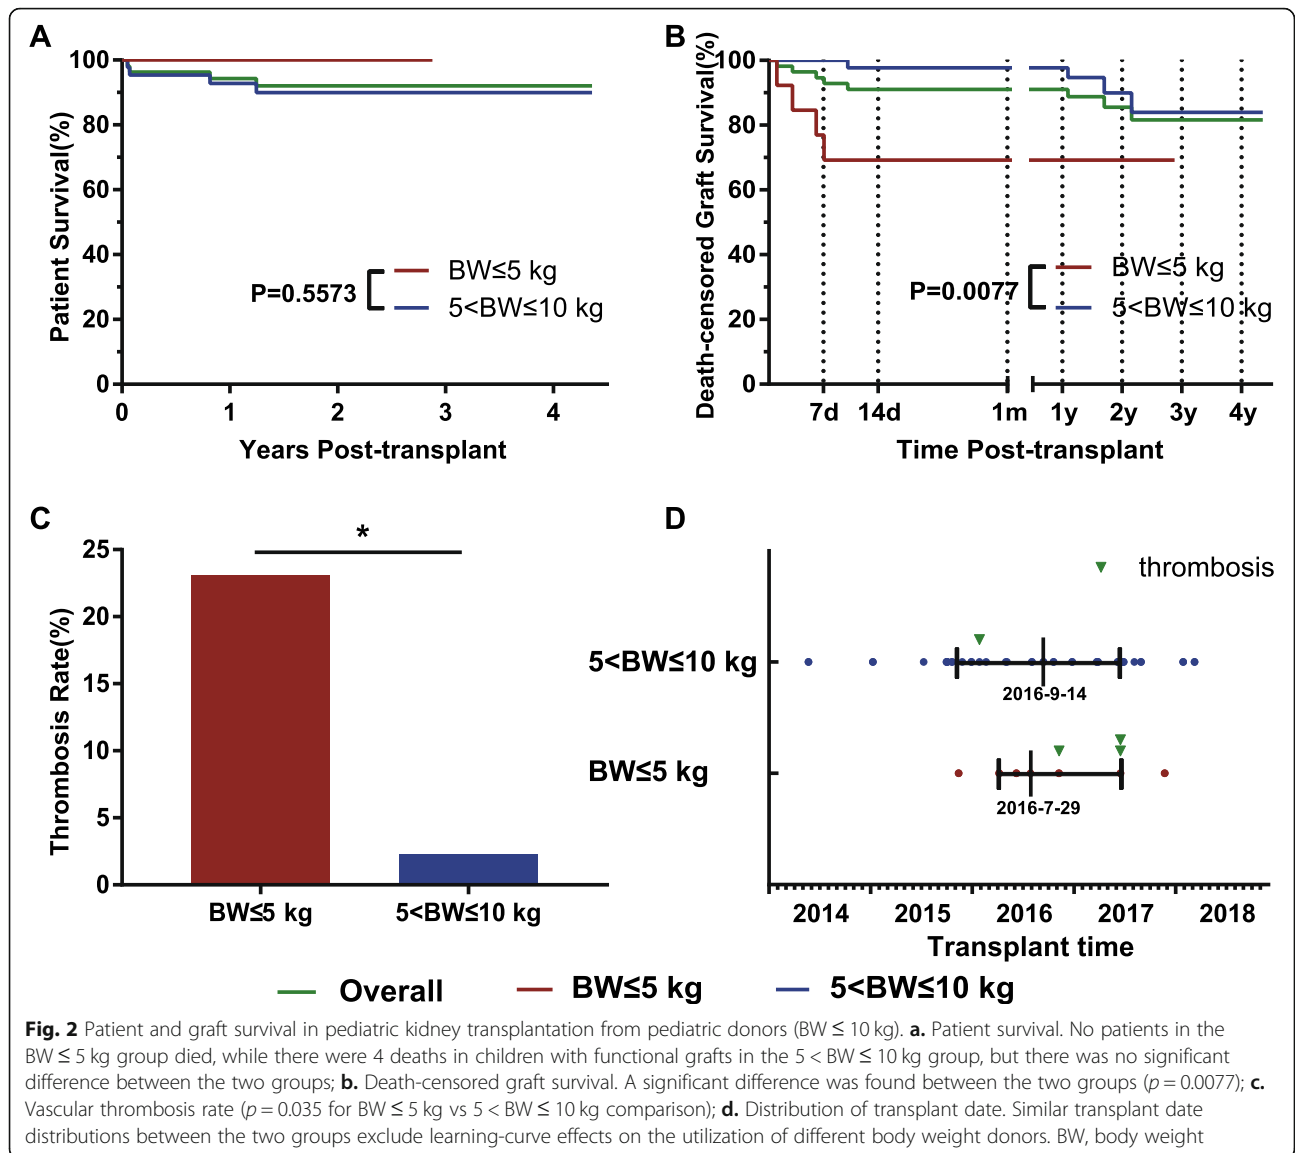 A
Patient Survival(%)
100
80
60
40
20
0
0 1 2 3 4
Years Post-transplant
P=0.5573
BW≤5 kg
5<BW≤10 kg
B
Death-censored Graft Survival(%)
100
80
60
40
20
0
7d 14d 1m 1y 2y 3y 4y
Time Post-transplant
P=0.0077
BW≤5 kg
5<BW≤10 kg
C
Thrombosis Rate(%)
25
20
15
10
5
0
*
BW≤5 kg 5<BW≤10 kg
D
thrombosis
5<BW≤10 kg
2016-9-14
BW≤5 kg
2016-7-29
2014 2015 2016 2017 2018
Transplant time
Overall BW≤5 kg 5<BW≤10 kg
Fig. 2 Patient and graft survival in pediatric kidney transplantation from pediatric donors (BW ≤ 10 kg). a. Patient survival. No patients in the
BW ≤ 5 kg group died, while there were 4 deaths in children with functional grafts in the 5 < BW ≤ 10 kg group, but there was no significant
difference between the two groups; b. Death-censored graft survival. A significant difference was found between the two groups (p = 0.0077); c.
Vascular thrombosis rate (p = 0.035 for BW ≤ 5 kg vs 5 < BW ≤ 10 kg comparison); d. Distribution of transplant date. Similar transplant date
distributions between the two groups exclude learning-curve effects on the utilization of different body weight donors. BW, body weight